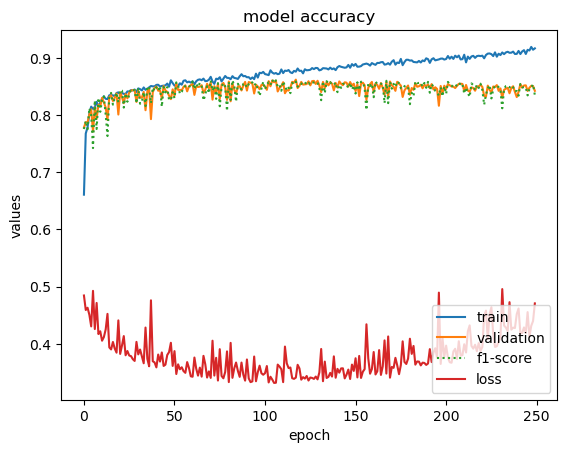 model accuracy
values
0.9
0.8
0.7
0.6
0.5
0.4
0
50
100
150
200
250
epoch
train
validation
f1-score
loss